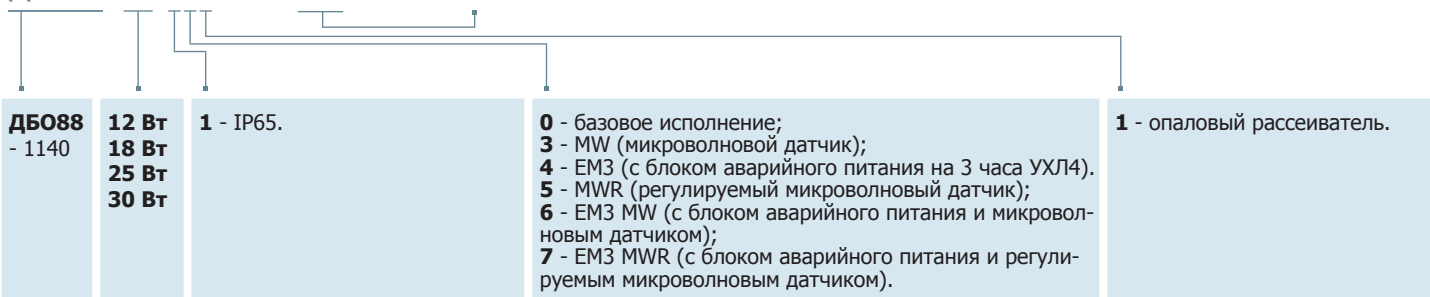 ДБО88
- 1140
12 Вт
18 Вт
25 Вт
30 Вт
1 - IP65.
0 - базовое исполнение;
3 - MW (микроволновой датчик);
4 - EM3 (с блоком аварийного питания на 3 часа УХЛ4).
5 - MWR (регулируемый микроволновый датчик);
6 - EM3 MW (с блоком аварийного питания и микровол-
новым датчиком);
7 - EM3 MWR (с блоком аварийного питания и регули-
руемым микроволновым датчиком).
1 - опаловый рассеиватель.